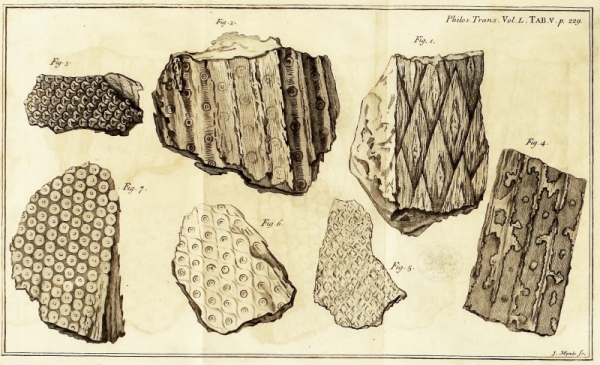 Philos. Trans. Vol. L. TAB. V. p. 229.
Fig. 2.
Fig. 1.
Fig. 3.
Fig. 4.
Fig. 7.
Fig. 6.
Fig. 5.
J. Mynde sc.